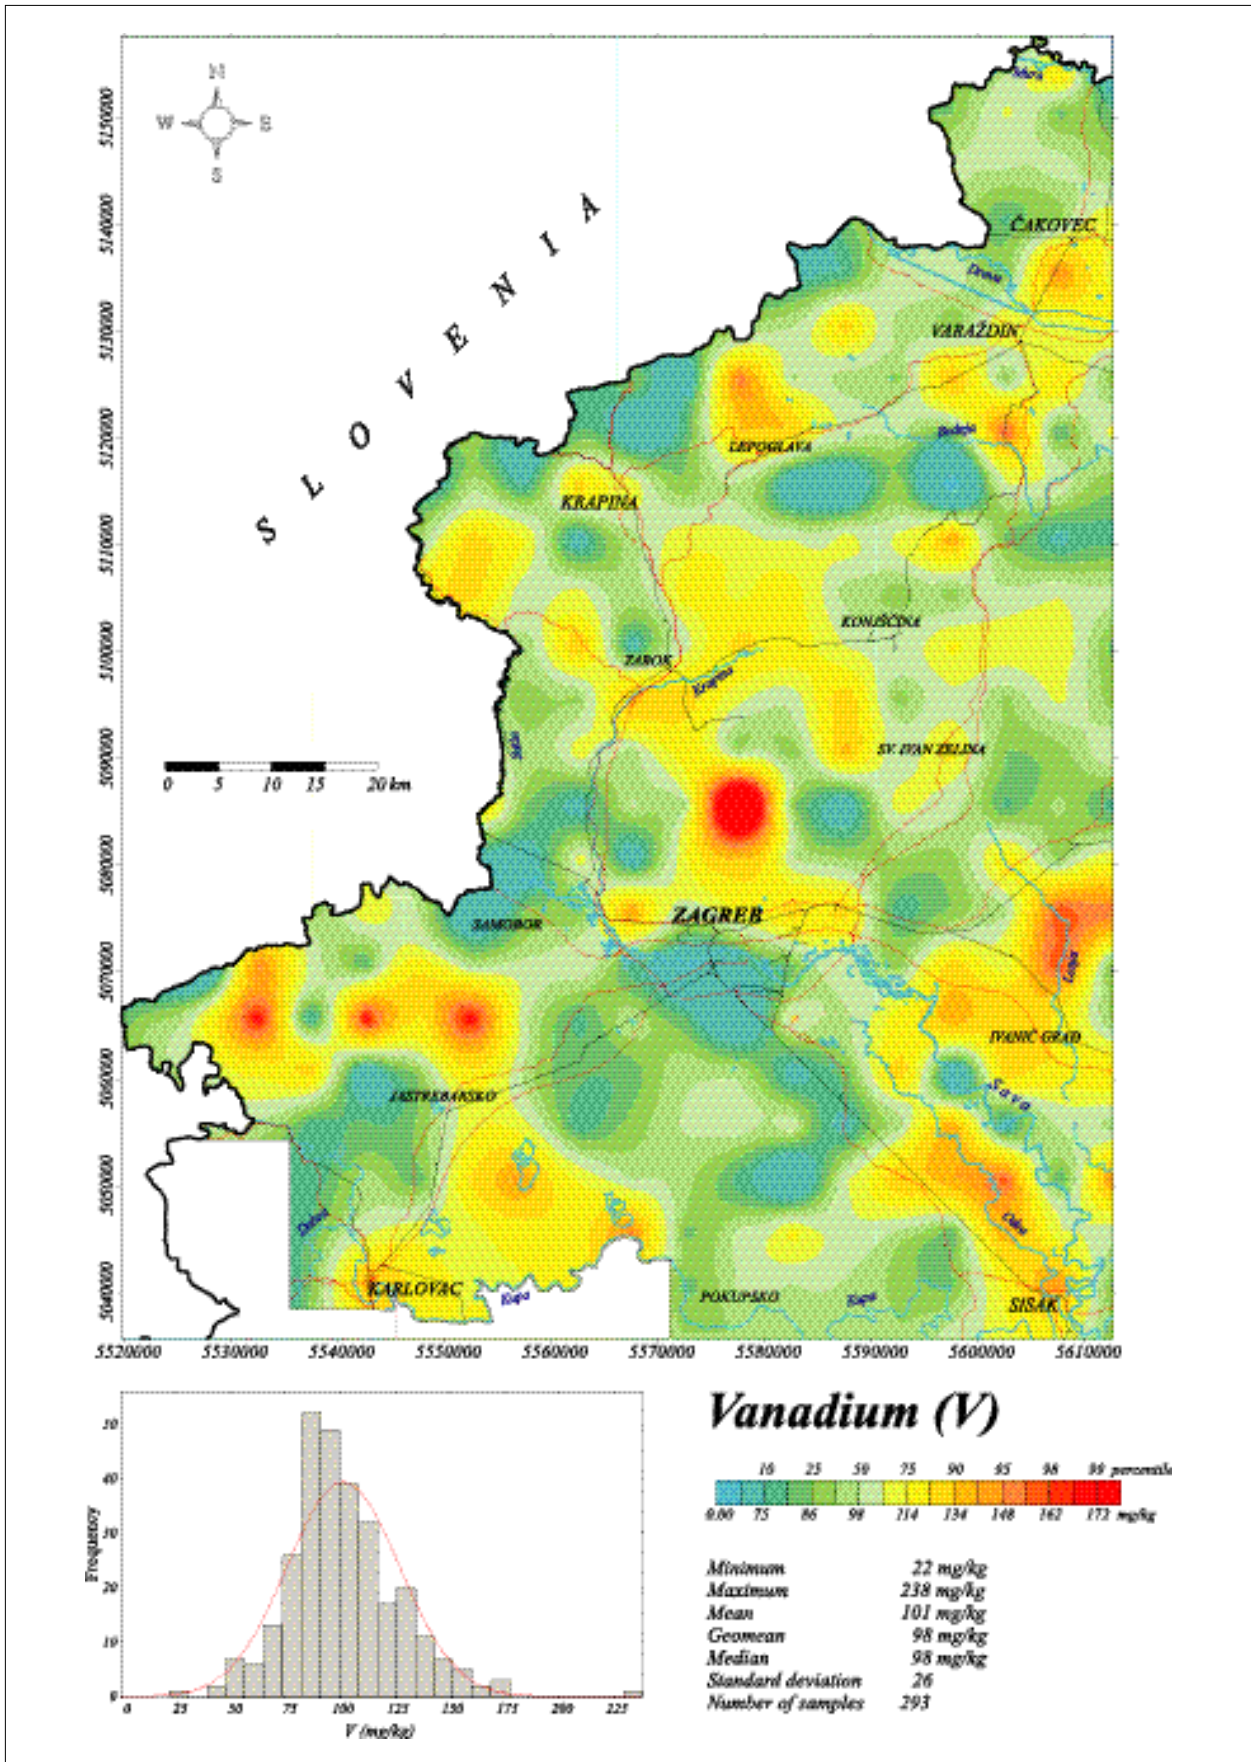 N
W E
S
SLOVENIA
Mura
ČAKOVEC
Drava
VARAŽDIN
LEPOGLAVA
Bednja
KRAPINA
KONJŠČINA
ZABOK
Krapina
Sutla
SV. IVAN ZELINA
0 5 10 15 20 km
ZAGREB
SAMOBOR
Lonja
IVANIĆ GRAD
JASTREBARSKO
Sava
Dobra
Odra
KARLOVAC
Kupa
POKUPSKO
Kupa
SISAK
5150000
5140000
5130000
5120000
5110000
5100000
5090000
5080000
5070000
5060000
5050000
5040000
5520000 5530000 5540000 5550000 5560000 5570000 5580000 5590000 5600000 5610000
Frequency
50
40
30
20
10
0
0 25 50 75 100 125 150 175 200 225
V (mg/kg)
Vanadium (V)
10 25 50 75 90 95 98 99 percentile
0.00 75 86 98 114 134 148 162 173 mg/kg
Minimum 22 mg/kg
Maximum 238 mg/kg
Mean 101 mg/kg
Geomean 98 mg/kg
Median 98 mg/kg
Standard deviation 26
Number of samples 293